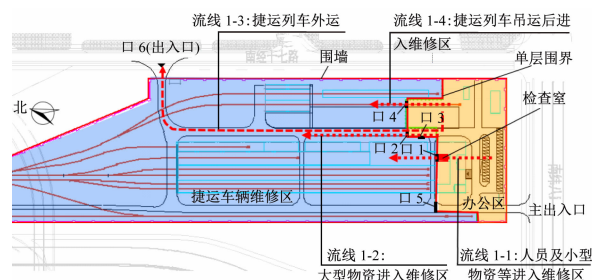 流线 1-3：捷运列车外运
流线 1-4：捷运列车吊运后进
入维修区
口 6(出入口)
围墙
单层围界
检查室
北
口 4
口 3
口 2
口 1
捷运车辆维修区
口 5
办公区
主出入口
流线 1-2：
大型物资进入维修区
流线 1-1：人员及小型
物资等进入维修区